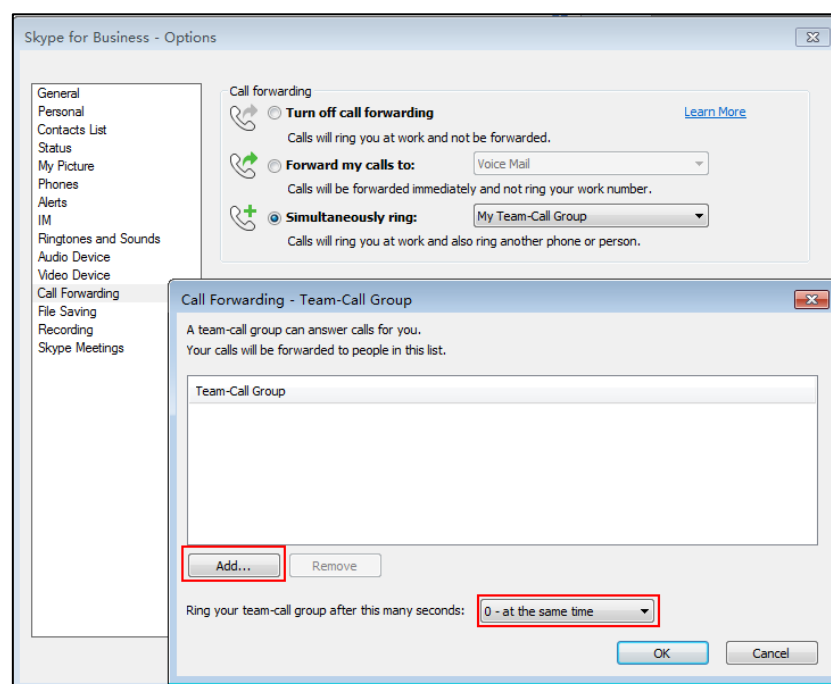 Skype for Business - Options
General
Personal
Contacts List
Status
My Picture
Phones
Alerts
IM
Ringtones and Sounds
Audio Device
Video Device
Call Forwarding
File Saving
Recording
Skype Meetings
Call forwarding
Turn off call forwarding
Learn More
Calls will ring you at work and not be forwarded.
Forward my calls to:
Voice Mail
Calls will be forwarded immediately and not ring your work number.
Simultaneously ring:
My Team-Call Group
Calls will ring you at work and also ring another phone or person.
Call Forwarding - Team-Call Group
A team-call group can answer calls for you.
Your calls will be forwarded to people in this list.
Team-Call Group
Add...
Remove
Ring your team-call group after this many seconds:
0 - at the same time
OK
Cancel